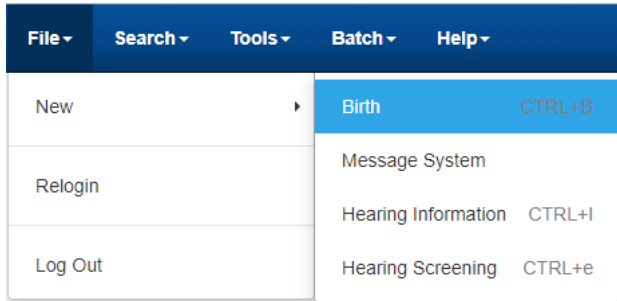 File Search Tools Batch Help
New
Birth CTRL+B
Message System
Relogin
Hearing Information CTRL+I
Log Out
Hearing Screening CTRL+e